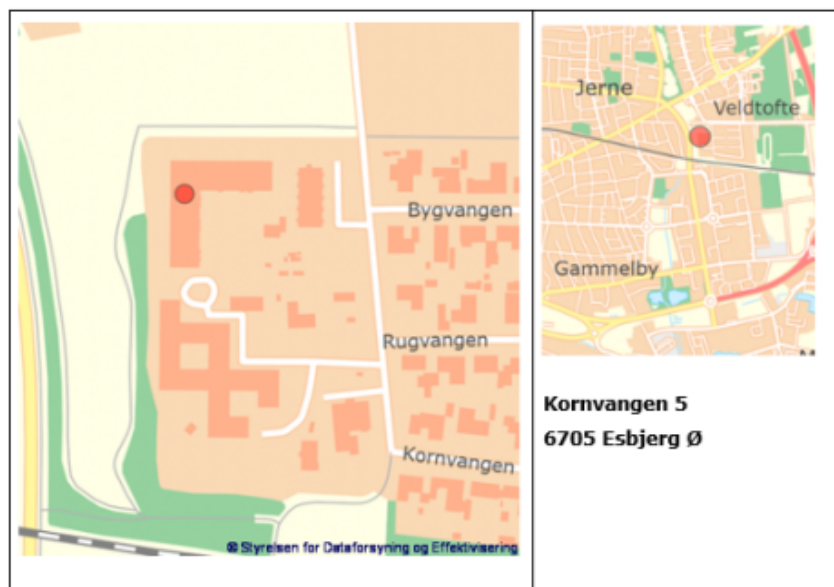 Bygvangen
Rugvangen
Kornvangen
© Styrelsen for Dataforsyning og Effektivisering
Jerne
Veldtofte
Gammelby
Kornvangen 5
6705 Esbjerg Ø